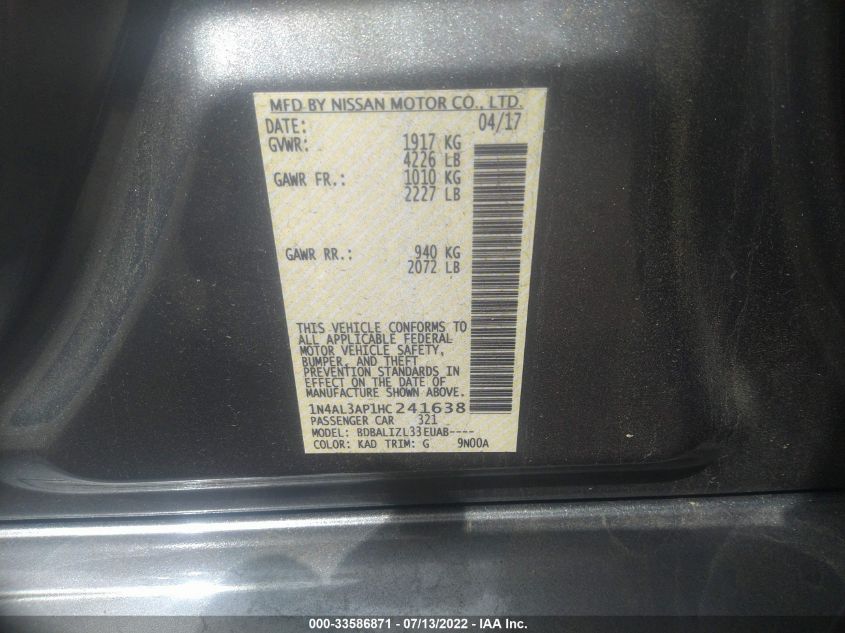 MFD BY NISSAN MOTOR CO., LTD.
DATE: 04/17
GVWR: 1917 KG
4226 LB
GAWR FR.: 1010 KG
2227 LB
GAWR RR.: 940 KG
2072 LB
THIS VEHICLE CONFORMS TO
ALL APPLICABLE FEDERAL
MOTOR VEHICLE SAFETY,
BUMPER, AND THEFT
PREVENTION STANDARDS IN
EFFECT ON THE DATE OF
MANUFACTURE SHOWN ABOVE.
1N4AL3AP1HC241638
PASSENGER CAR 321
MODEL: BDBALIZL33EUAB----
COLOR: KAD TRIM: G 9N00A
000-33586871 - 07/13/2022 - IAA Inc.